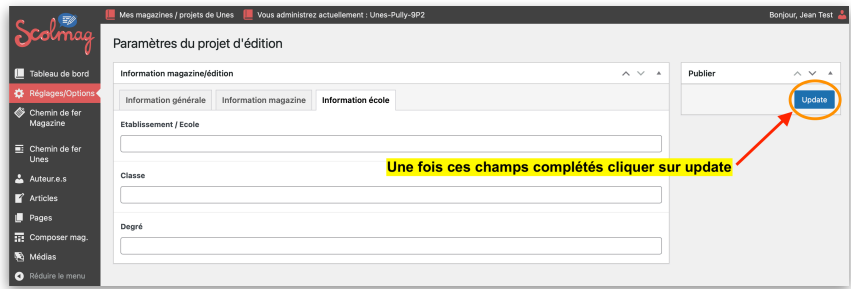 Scolmag
Mes magazines / projets de Unes
Vous administrez actuellement : Unes-Pully-9P2
Bonjour, Jean Test
Paramètres du projet d'édition
Tableau de bord
Réglages/Options
Chemin de fer
Magazine
Chemin de fer
Unes
Auteur.e.s
Articles
Pages
Composer mag.
Médias
Réduire le menu
Information magazine/édition
Information générale
Information magazine
Information école
Etablissement / Ecole
Classe
Degré
Publier
Update
Une fois ces champs complétés cliquer sur update